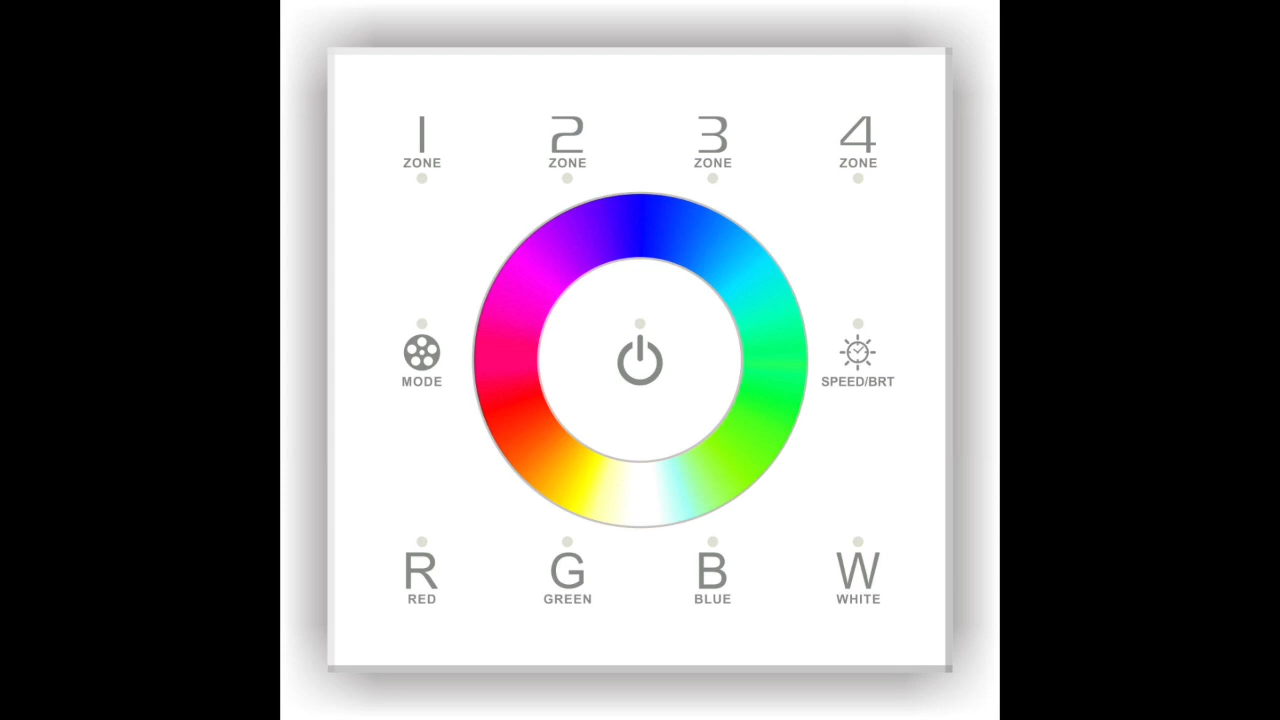 1 2 3 4
ZONE ZONE ZONE ZONE
MODE SPEED/BRT
R G B W
RED GREEN BLUE WHITE